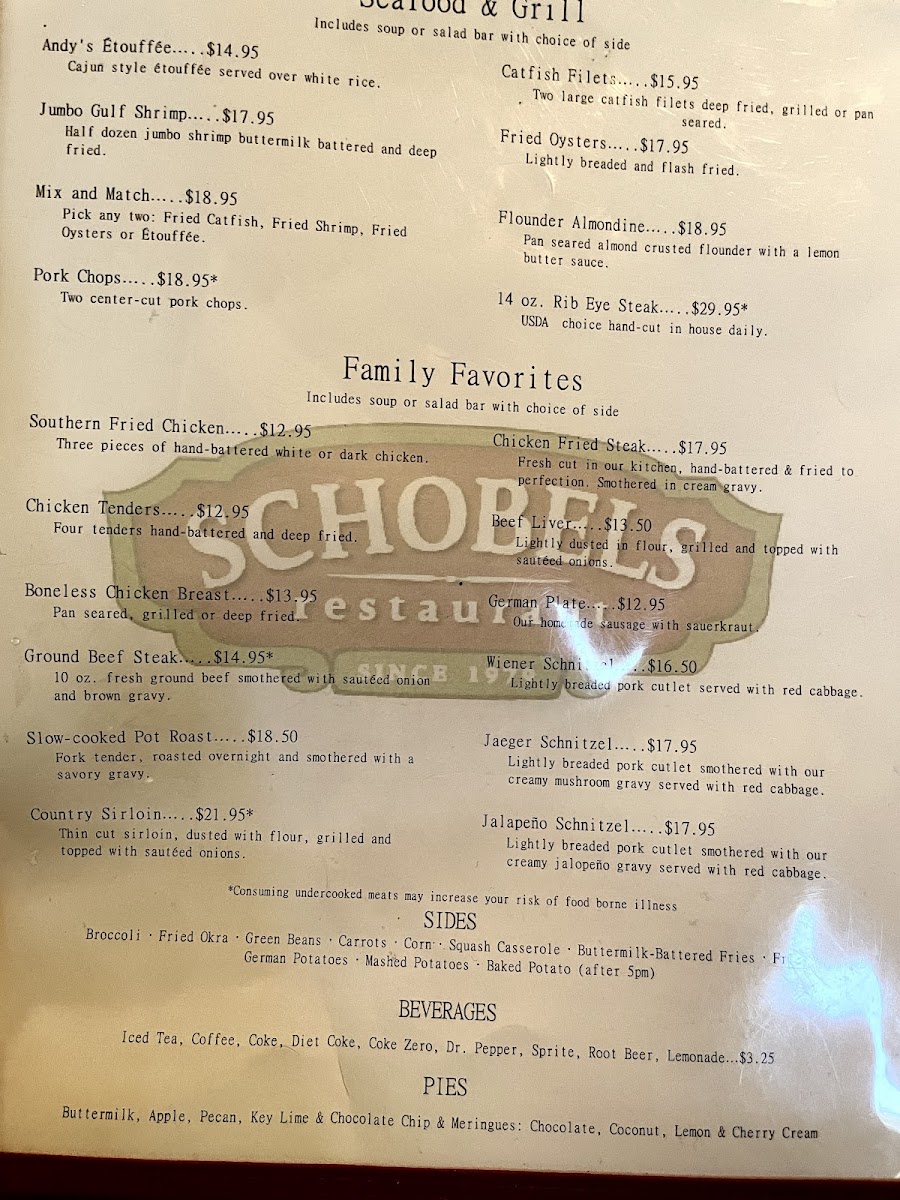 Seafood & Grill
Includes soup or salad bar with choice of side
Andy's Étouffée.....$14.95
Cajun style étouffée served over white rice.
Jumbo Gulf Shrimp.....$17.95
Half dozen jumbo shrimp buttermilk battered and deep
fried.
Mix and Match.....$18.95
Pick any two: Fried Catfish, Fried Shrimp, Fried
Oysters or Étouffée.
Pork Chops.....$18.95*
Two center-cut pork chops.
Catfish Filets.....$15.95
Two large catfish filets deep fried, grilled or pan
seared.
Fried Oysters.....$17.95
Lightly breaded and flash fried.
Flounder Almondine.....$18.95
Pan seared almond crusted flounder with a lemon
butter sauce.
14 oz. Rib Eye Steak.....$29.95*
USDA choice hand-cut in house daily.
Family Favorites
Includes soup or salad bar with choice of side
Southern Fried Chicken.....$12.95
Three pieces of hand-battered white or dark chicken.
Chicken Tenders.....$12.95
Four tenders hand-battered and deep fried.
Boneless Chicken Breast.....$13.95
Pan seared, grilled or deep fried.
Ground Beef Steak.....$14.95*
10 oz. fresh ground beef smothered with sautéed onion
and brown gravy.
Slow-cooked Pot Roast.....$18.50
Fork tender, roasted overnight and smothered with a
savory gravy.
Country Sirloin.....$21.95*
Thin cut sirloin, dusted with flour, grilled and
topped with sautéed onions.
Chicken Fried Steak.....$17.95
Fresh cut in our kitchen, hand-battered & fried to
perfection. Smothered in cream gravy.
Beef Liver.....$13.50
Lightly dusted in flour, grilled and topped with
sautéed onions.
German Plate.....$12.95
Our homemade sausage with sauerkraut.
Wiener Schnitzel.....$16.50
Lightly breaded pork cutlet served with red cabbage.
Jaeger Schnitzel.....$17.95
Lightly breaded pork cutlet smothered with our
creamy mushroom gravy served with red cabbage.
Jalapeño Schnitzel.....$17.95
Lightly breaded pork cutlet smothered with our
creamy jalopeño gravy served with red cabbage.
SCHOBELS
restaurant
SINCE
*Consuming undercooked meats may increase your risk of food borne illness
SIDES
Broccoli · Fried Okra · Green Beans · Carrots · Corn · Squash Casserole · Buttermilk-Battered Fries ·
German Potatoes · Mashed Potatoes · Baked Potato (after 5pm)
BEVERAGES
Iced Tea, Coffee, Coke, Diet Coke, Coke Zero, Dr. Pepper, Sprite, Root Beer, Lemonade...$3.25
PIES
Buttermilk, Apple, Pecan, Key Lime & Chocolate Chip & Meringues: Chocolate, Coconut, Lemon & Cherry Cream